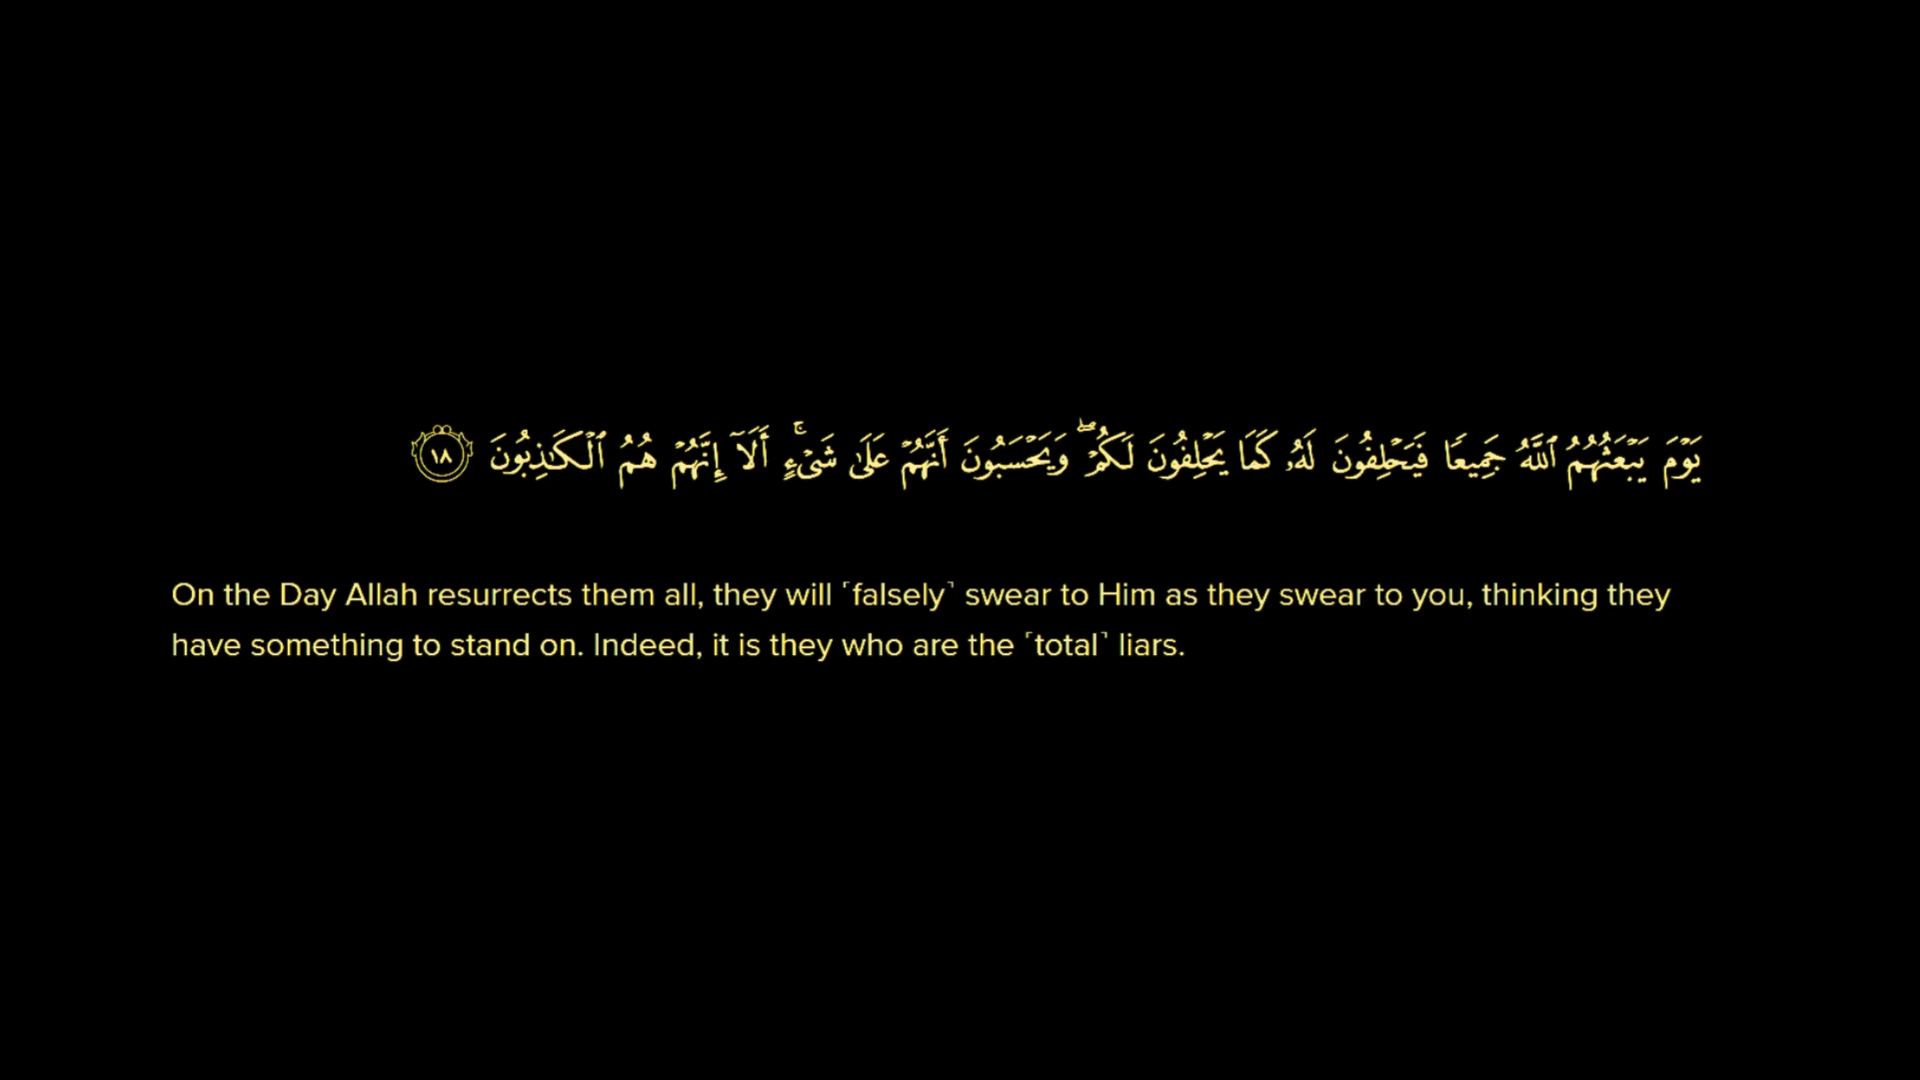 يَوْمَ يَبْعَثُهُمُ ٱللَّهُ جَمِيعًا فَيَحْلِفُونَ لَهُۥ كَمَا يَحْلِفُونَ لَكُمْ ۖ وَيَحْسَبُونَ أَنَّهُمْ عَلَىٰ شَىْءٍ ۚ أَلَآ إِنَّهُمْ هُمُ ٱلْكَـٰذِبُونَ ١٨
On the Day Allah resurrects them all, they will ˹falsely˺ swear to Him as they swear to you, thinking they
have something to stand on. Indeed, it is they who are the ˹total˺ liars.